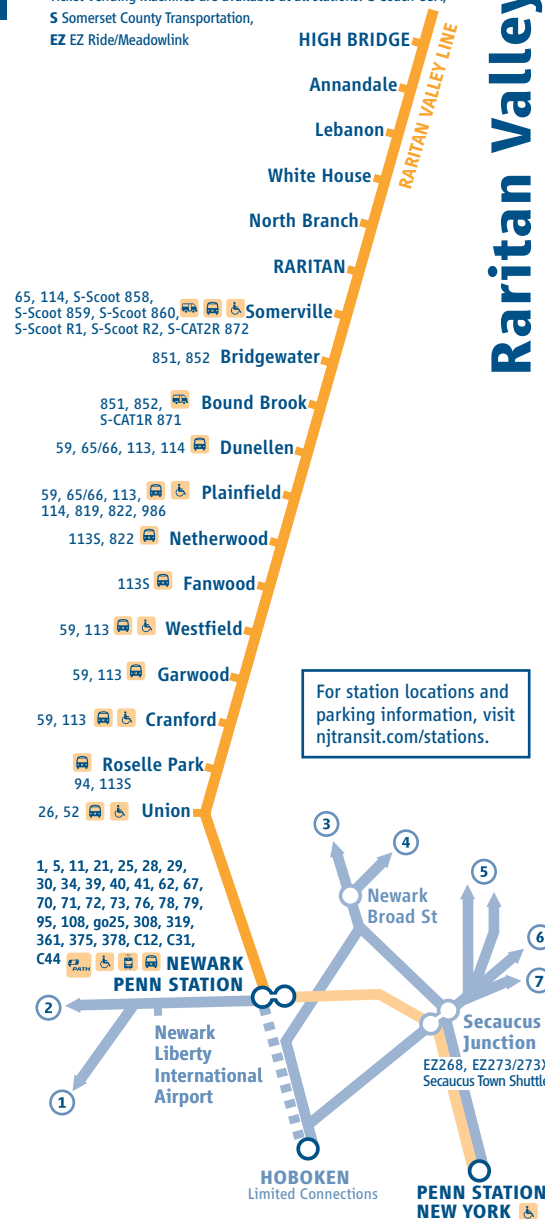 S Somerset County Transportation,
EZ EZ Ride/Meadowlink
Raritan Valley
RARITAN VALLEY LINE
HIGH BRIDGE
Annandale
Lebanon
White House
North Branch
RARITAN
65, 114, S-Scoot 858,
S-Scoot 859, S-Scoot 860,
S-Scoot R1, S-Scoot R2, S-CAT2R 872
Somerville
851, 852 Bridgewater
851, 852,
S-CAT1R 871
Bound Brook
59, 65/66, 113, 114 Dunellen
59, 65/66, 113,
114, 819, 822, 986
Plainfield
113S, 822 Netherwood
113S Fanwood
59, 113 Westfield
59, 113 Garwood
59, 113 Cranford
Roselle Park
94, 113S
26, 52 Union
For station locations and
parking information, visit
njtransit.com/stations.
1, 5, 11, 21, 25, 28, 29,
30, 34, 39, 40, 41, 62, 67,
70, 71, 72, 73, 76, 78, 79,
95, 108, go25, 308, 319,
361, 375, 378, C12, C31,
C44 PATH NEWARK
PENN STATION
3
4
5
6
7
2
1
Newark
Broad St
Newark
Liberty
International
Airport
Secaucus
Junction
EZ268, EZ273/273X
Secaucus Town Shuttle
HOBOKEN
Limited Connections
PENN STATION
NEW YORK